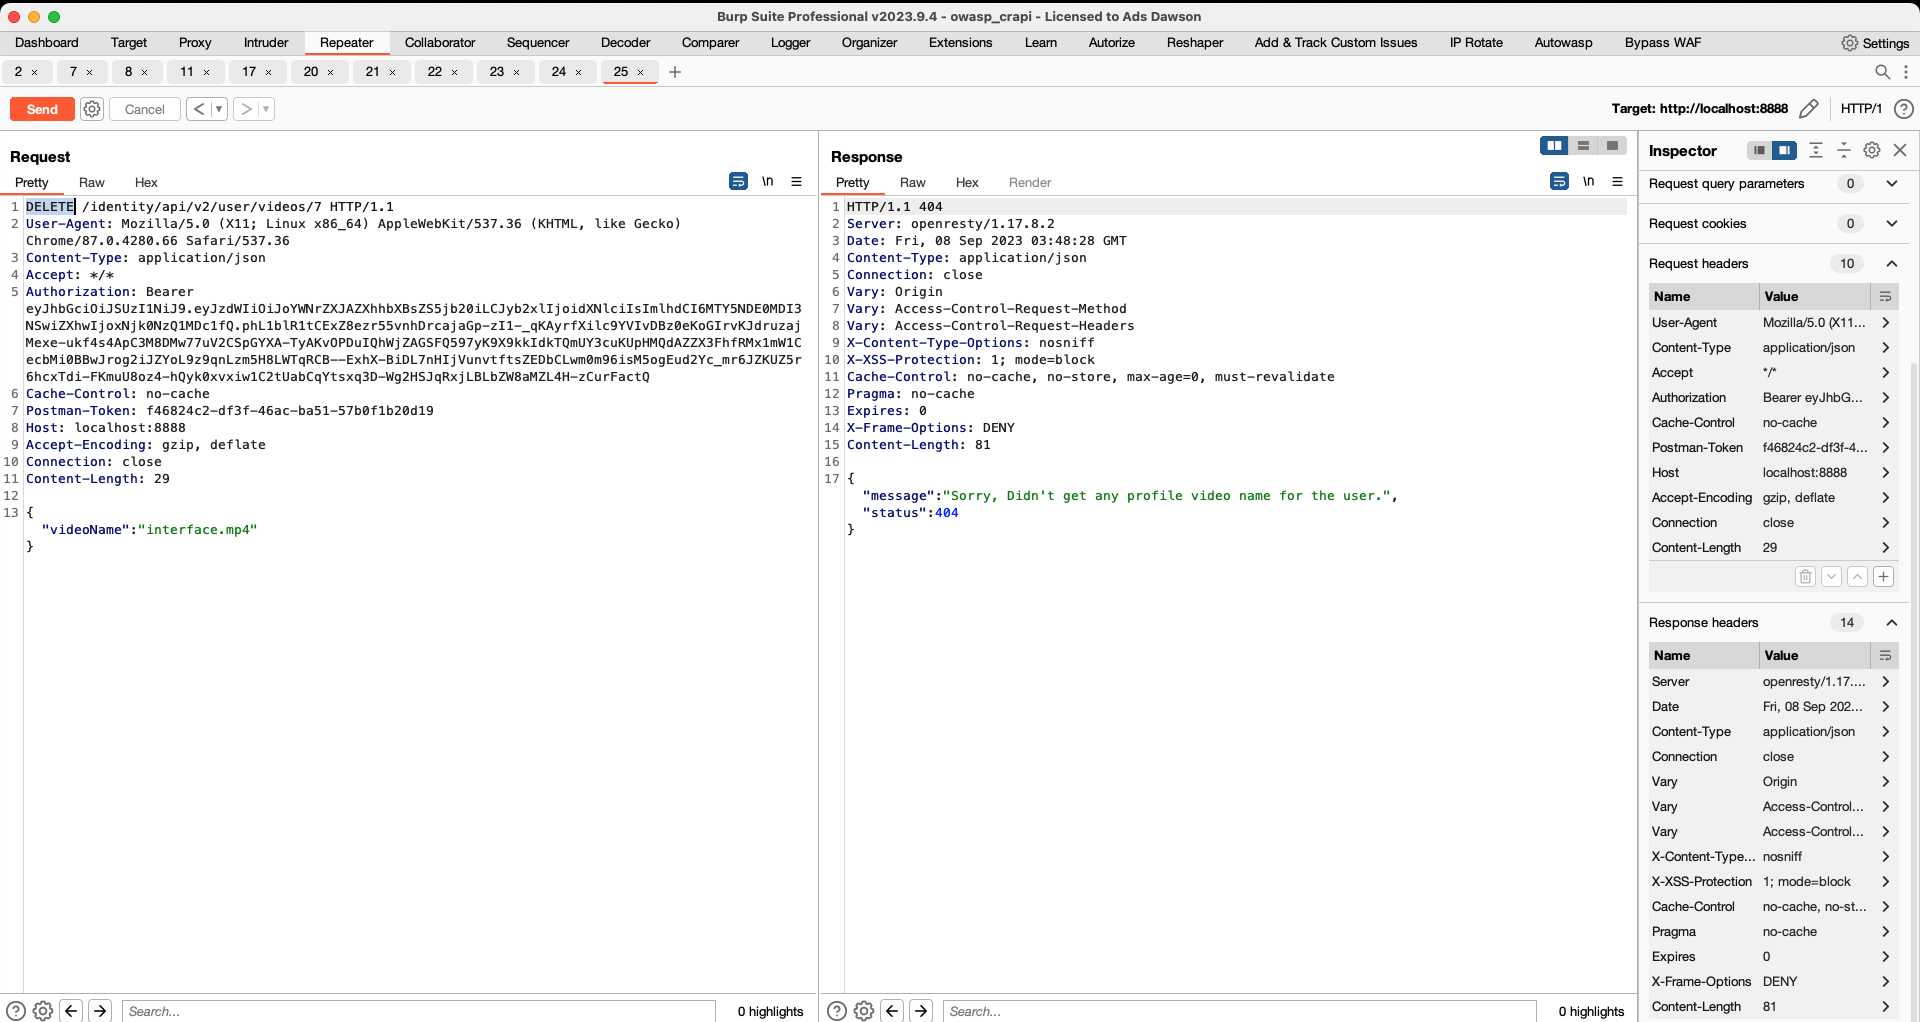 Burp Suite Professional v2023.9.4 - owasp_crapi - Licensed to Ads Dawson
Dashboard Target Proxy Intruder Repeater Collaborator Sequencer Decoder Comparer Logger Organizer Extensions Learn Autorize Reshaper Add & Track Custom Issues IP Rotate Autowasp Bypass WAF Settings
2 × 7 × 8 × 11 × 17 × 20 × 21 × 22 × 23 × 24 × 25 × +
Send Cancel < > Target: http://localhost:8888 HTTP/1 ?
Request
Pretty Raw Hex \n
1 DELETE /identity/api/v2/user/videos/7 HTTP/1.1
2 User-Agent: Mozilla/5.0 (X11; Linux x86_64) AppleWebKit/537.36 (KHTML, like Gecko)
Chrome/87.0.4280.66 Safari/537.36
3 Content-Type: application/json
4 Accept: */*
5 Authorization: Bearer
6 Cache-Control: no-cache
7 Postman-Token: f46824c2-df3f-46ac-ba51-57b0f1b20d19
8 Host: localhost:8888
9 Accept-Encoding: gzip, deflate
10 Connection: close
11 Content-Length: 29
12
13 {
"videoName":"interface.mp4"
}
Search... 0 highlights
Response
Pretty Raw Hex Render \n
1 HTTP/1.1 404
2 Server: openresty/1.17.8.2
3 Date: Fri, 08 Sep 2023 03:48:28 GMT
4 Content-Type: application/json
5 Connection: close
6 Vary: Origin
7 Vary: Access-Control-Request-Method
8 Vary: Access-Control-Request-Headers
9 X-Content-Type-Options: nosniff
10 X-XSS-Protection: 1; mode=block
11 Cache-Control: no-cache, no-store, max-age=0, must-revalidate
12 Pragma: no-cache
13 Expires: 0
14 X-Frame-Options: DENY
15 Content-Length: 81
16
17 {
"message":"Sorry, Didn't get any profile video name for the user.",
"status":404
}
Search... 0 highlights
Inspector
Request query parameters 0
Request cookies 0
Request headers 10
Name Value
User-Agent Mozilla/5.0 (X11...
Content-Type application/json
Accept */*
Authorization Bearer eyJhbG...
Cache-Control no-cache
Postman-Token f46824c2-df3f-4...
Host localhost:8888
Accept-Encoding gzip, deflate
Connection close
Content-Length 29
Response headers 14
Name Value
Server openresty/1.17....
Date Fri, 08 Sep 202...
Content-Type application/json
Connection close
Vary Origin
Vary Access-Control...
Vary Access-Control...
X-Content-Type... nosniff
X-XSS-Protection 1; mode=block
Cache-Control no-cache, no-st...
Pragma no-cache
Expires 0
X-Frame-Options DENY
Content-Length 81